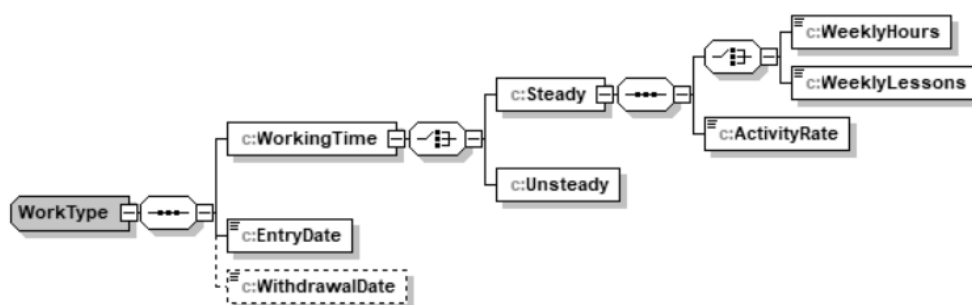 c:WeeklyHours
c:WeeklyLessons
c:Steady
c:ActivityRate
c:WorkingTime
c:Unsteady
WorkType
c:EntryDate
c:WithdrawalDate